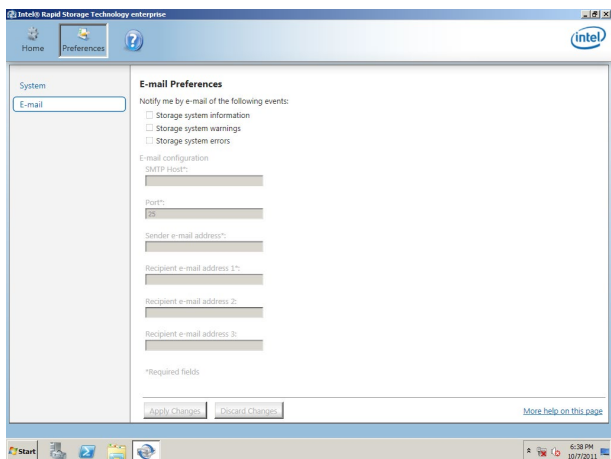 Intel® Rapid Storage Technology enterprise
Home
Preferences
?
intel
System
E-mail
E-mail Preferences
Notify me by e-mail of the following events:
Storage system information
Storage system warnings
Storage system errors
E-mail configuration
SMTP Host*:
Port*:
25
Sender e-mail address*:
Recipient e-mail address 1*:
Recipient e-mail address 2:
Recipient e-mail address 3:
*Required fields
Apply Changes
Discard Changes
More help on this page
Start
6:38 PM
10/7/2011